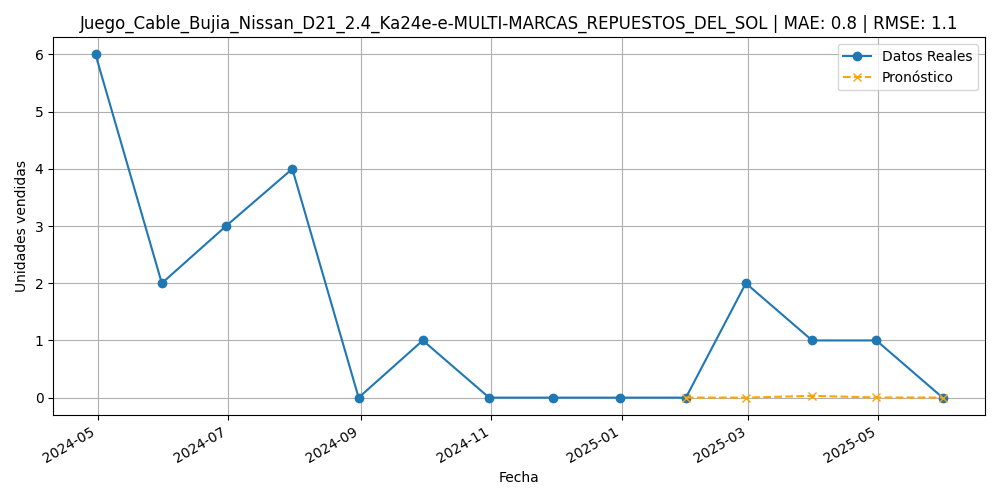 Juego_Cable_Bujia_Nissan_D21_2.4_Ka24e-e-MULTI-MARCAS_REPUESTOS_DEL_SOL | MAE: 0.8 | RMSE: 1.1
Datos Reales
Pronóstico
Unidades vendidas
6
5
4
3
2
1
0
2024-05
2024-07
2024-09
2024-11
2025-01
2025-03
2025-05
Fecha